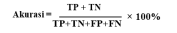 Akurasi = TP + TN / TP+TN+FP+FN × 100%